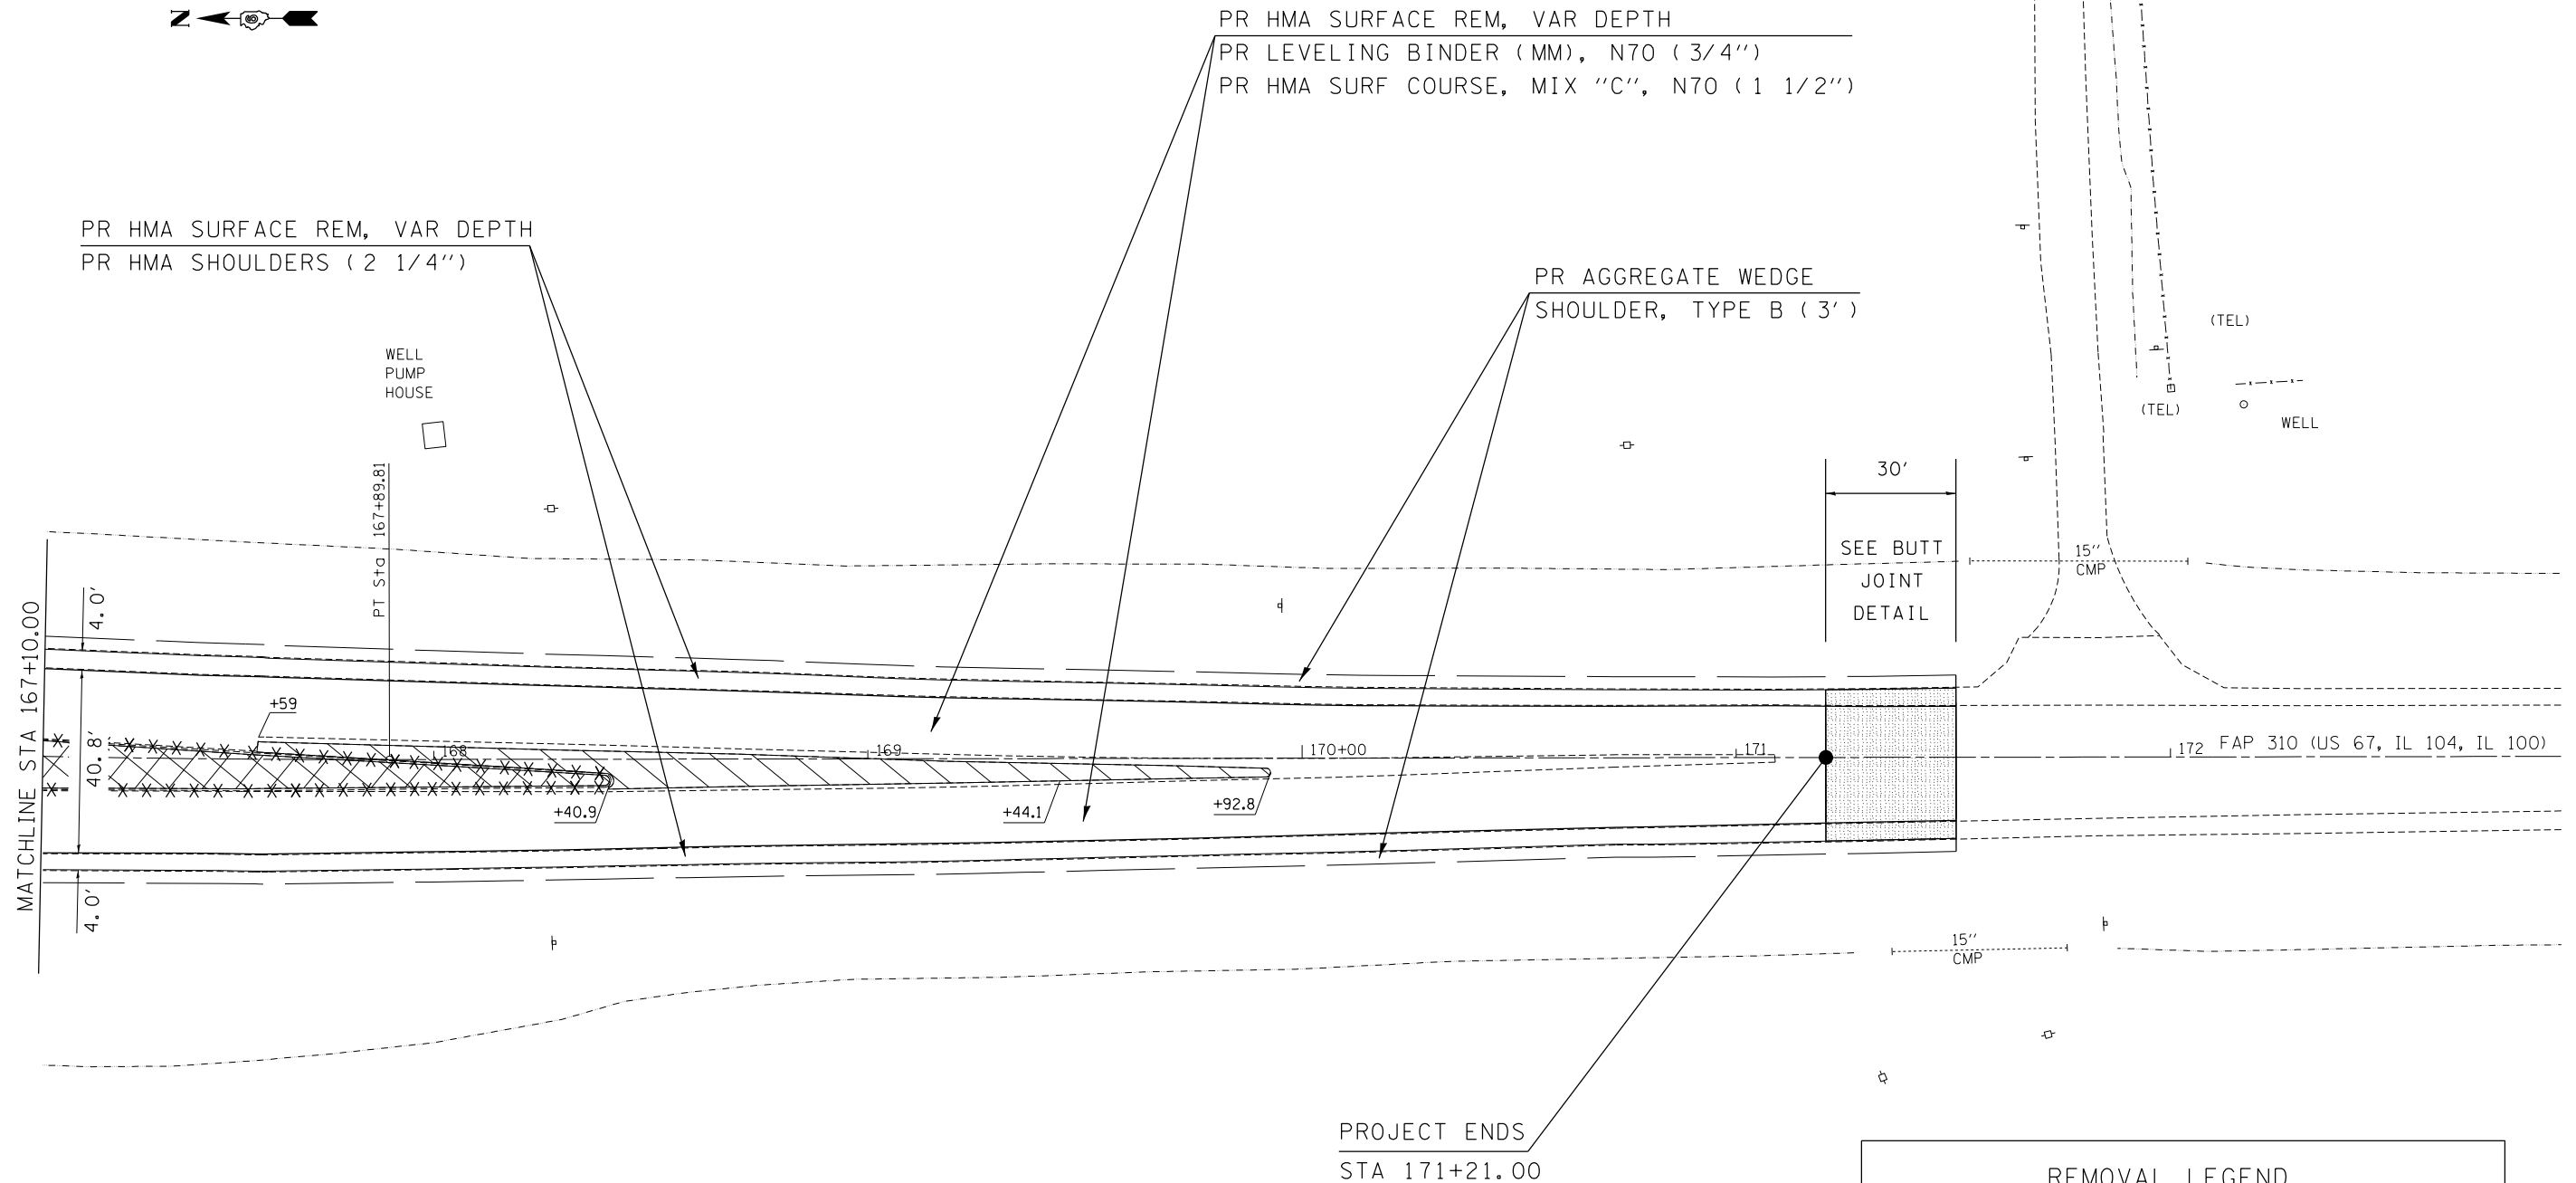 N
PR HMA SURFACE REM, VAR DEPTH
PR LEVELING BINDER (MM), N70 (3/4")
PR HMA SURF COURSE, MIX "C", N70 (1 1/2")
PR HMA SURFACE REM, VAR DEPTH
PR HMA SHOULDERS (2 1/4")
PR AGGREGATE WEDGE
SHOULDER, TYPE B (3')
(TEL)
WELL
PUMP
HOUSE
(TEL)
WELL
30'
PT Sta 167+89.81
SEE BUTT
JOINT
DETAIL
15"
CMP
MATCHLINE STA 167+10.00
4.0'
40.8'
4.0'
+59
168
169
170+00
171
172
FAP 310 (US 67, IL 104, IL 100)
+40.9
+44.1
+92.8
15"
CMP
PROJECT ENDS
STA 171+21.00
REMOVAL LEGEND